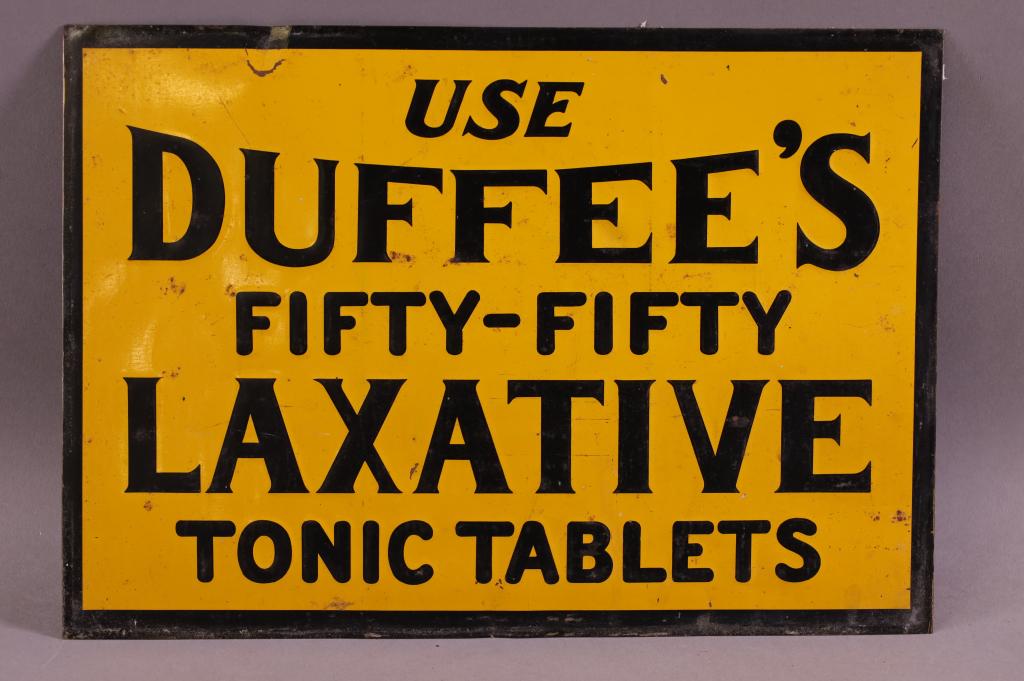 USE
DUFFEE'S
FIFTY-FIFTY
LAXATIVE
TONIC TABLETS